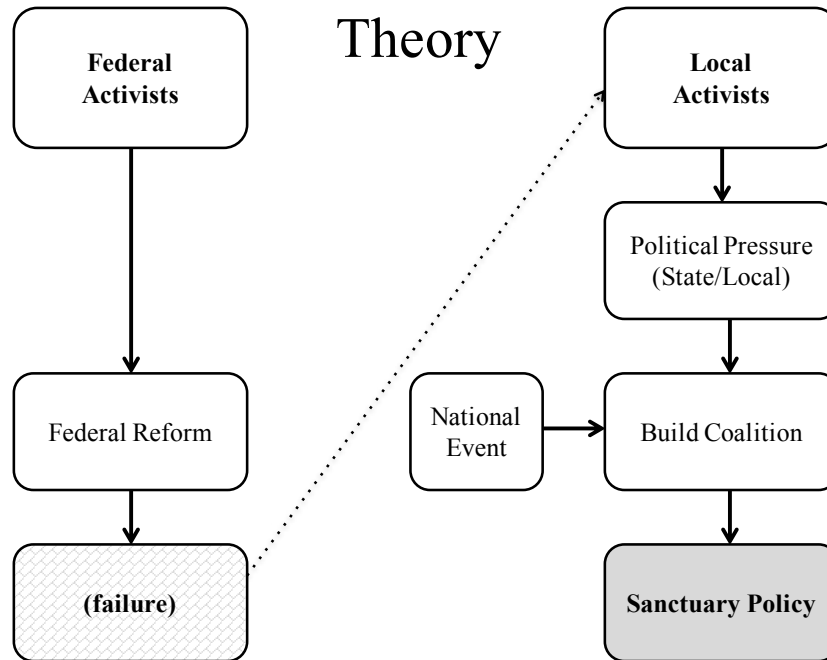 Theory
Federal
Activists
Federal Reform
(failure)
Local
Activists
Political Pressure
(State/Local)
National
Event
Build Coalition
Sanctuary Policy